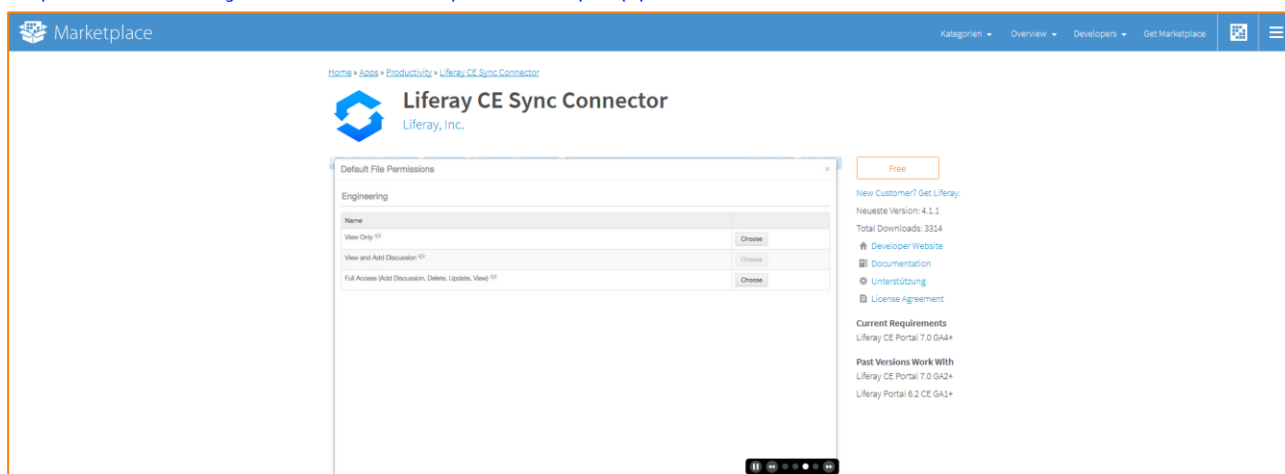 Marketplace
Kategorien Overview Developers Get Marketplace
Home » Apps » Productivity » Liferay CE Sync Connector
Liferay CE Sync Connector
Liferay, Inc.
Default File Permissions ×
Engineering
Name
View Only Choose
View and Add Discussion Choose
Full Access (Add Discussion, Delete, Update, View) Choose
Free
New Customer? Get Liferay.
Neueste Version: 4.1.1
Total Downloads: 3314
Developer Website
Documentation
Unterstützung
License Agreement
Current Requirements
Liferay CE Portal 7.0 GA4+
Past Versions Work With
Liferay CE Portal 7.0 GA2+
Liferay Portal 6.2 CE GA1+